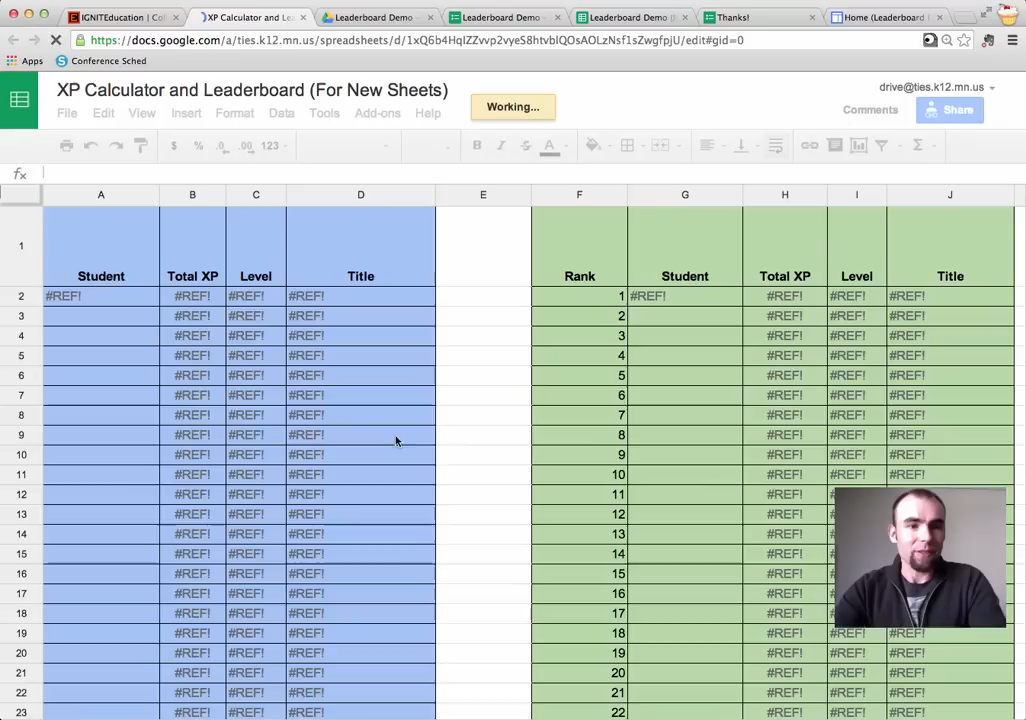 IGNITEducation | Col
XP Calculator and Lea
Leaderboard Demo -
Leaderboard Demo -
Leaderboard Demo (
Thanks!
Home (Leaderboard
https://docs.google.com/a/ties.k12.mn.us/spreadsheets/d/1xQ6b4HqIZZvvp2vyeS8htvblQOsAOLzNsf1sZwgfpjU/edit#gid=0
Apps Conference Sched
XP Calculator and Leaderboard (For New Sheets)
drive@ties.k12.mn.us
Working...
File Edit View Insert Format Data Tools Add-ons Help
Comments Share
$ % .0 .00 123
B I S A Σ
fx
A B C D E F G H I J
1 Student Total XP Level Title Rank Student Total XP Level Title
2 #REF! #REF! #REF! #REF! 1 #REF! #REF! #REF! #REF!
3 #REF! #REF! #REF! 2 #REF! #REF! #REF!
4 #REF! #REF! #REF! 3 #REF! #REF! #REF!
5 #REF! #REF! #REF! 4 #REF! #REF! #REF!
6 #REF! #REF! #REF! 5 #REF! #REF! #REF!
7 #REF! #REF! #REF! 6 #REF! #REF! #REF!
8 #REF! #REF! #REF! 7 #REF! #REF! #REF!
9 #REF! #REF! #REF! 8 #REF! #REF! #REF!
10 #REF! #REF! #REF! 9 #REF! #REF! #REF!
11 #REF! #REF! #REF! 10 #REF! #REF! #REF!
12 #REF! #REF! #REF! 11 #REF!
13 #REF! #REF! #REF! 12 #REF!
14 #REF! #REF! #REF! 13 #REF!
15 #REF! #REF! #REF! 14 #REF!
16 #REF! #REF! #REF! 15 #REF!
17 #REF! #REF! #REF! 16 #REF!
18 #REF! #REF! #REF! 17 #REF!
19 #REF! #REF! #REF! 18 #REF! #REF! #REF!
20 #REF! #REF! #REF! 19 #REF! #REF! #REF!
21 #REF! #REF! #REF! 20 #REF! #REF! #REF!
22 #REF! #REF! #REF! 21 #REF! #REF! #REF!
23 #REF! #REF! #REF! 22 #REF! #REF! #REF!